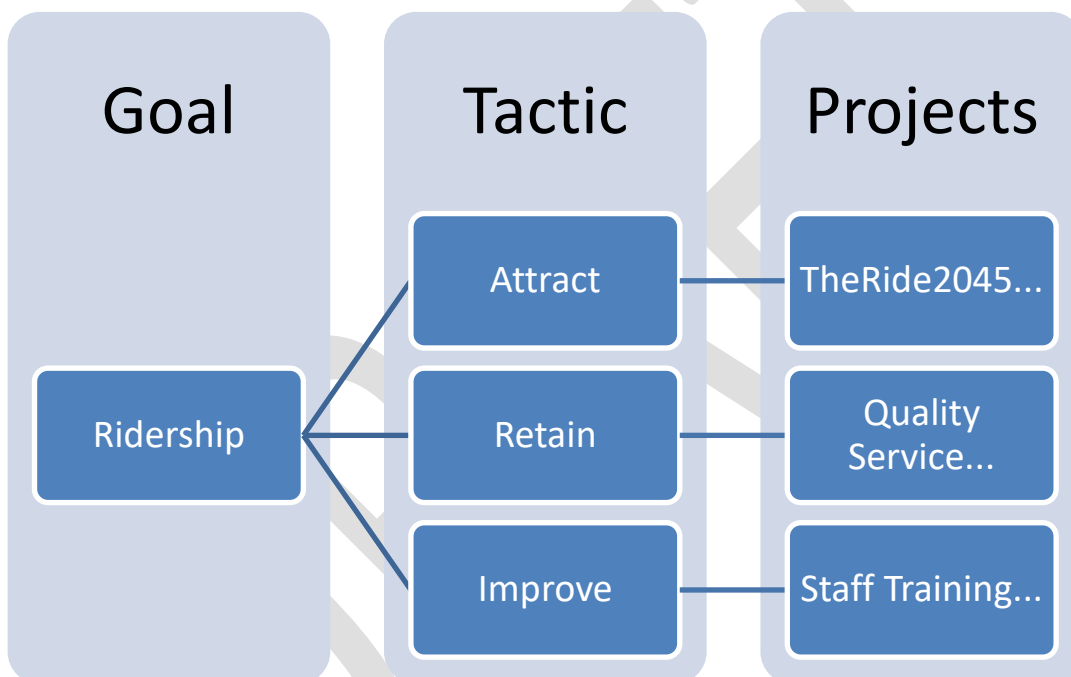 Goal
Tactic
Projects
Attract
TheRide2045...
Ridership
Retain
Quality
Service...
Improve
Staff Training...